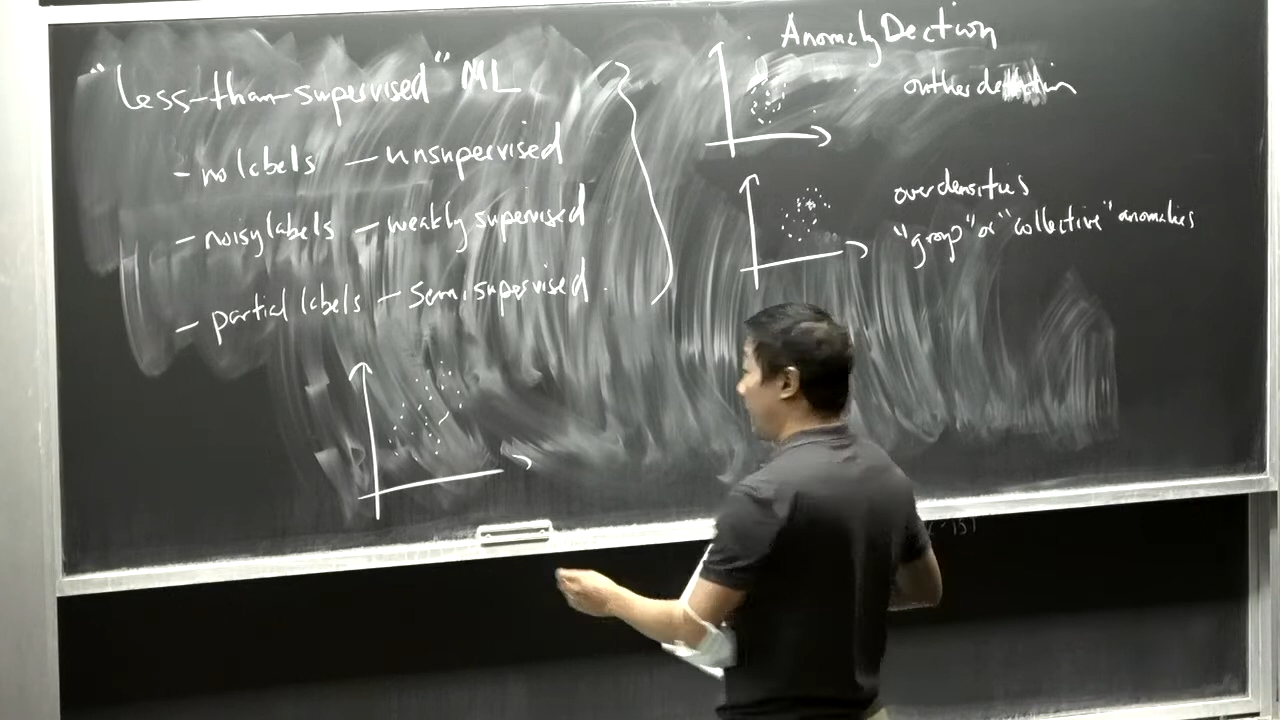 "less-than-supervised" ML
- no labels - unsupervised
- noisy labels - weakly supervised
- partial labels - semi supervised
Anomaly Dection
outlier detection
overdensities
"group" or "collective" anomalies